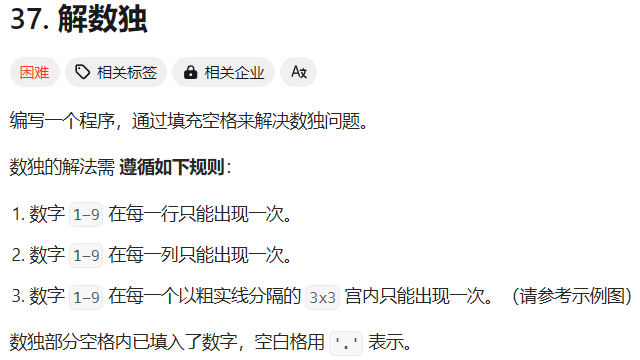 37. 解数独
困难 相关标签 相关企业 A文
编写一个程序，通过填充空格来解决数独问题。
数独的解法需 遵循如下规则：
1. 数字 1-9 在每一行只能出现一次。
2. 数字 1-9 在每一列只能出现一次。
3. 数字 1-9 在每一个以粗实线分隔的 3x3 宫内只能出现一次。（请参考示例图）
数独部分空格内已填入了数字，空白格用 '.' 表示。